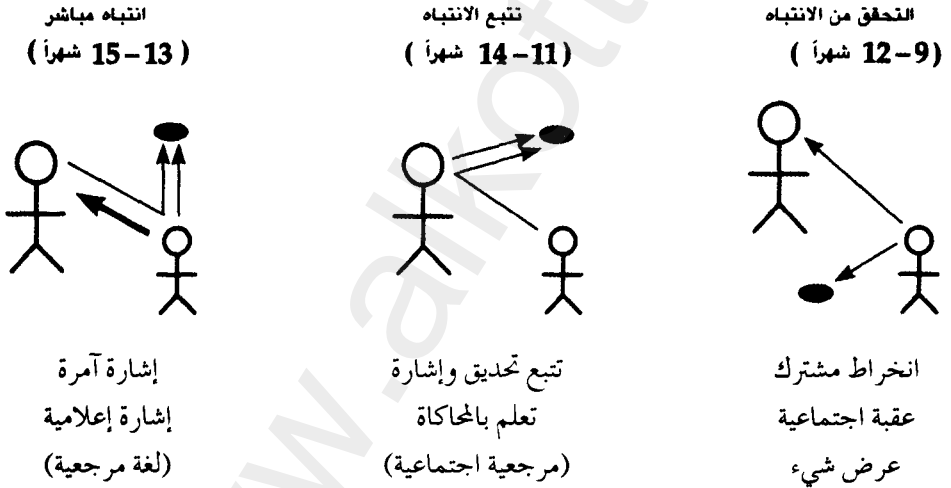 التحقق من الانتباه
(9–12 شهراً )
انخراط مشترك
عقبة اجتماعية
عرض شيء
تتبع الانتباه
(11–14 شهراً )
تتبع تحديق وإشارة
تعلم بالمحاكاة
(مرجعية اجتماعية)
انتباه مباشر
(13–15 شهراً )
إشارة آمرة
إشارة إعلامية
(لغة مرجعية)